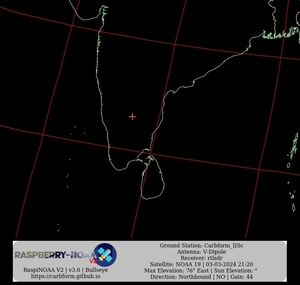 RASPBERRY-NOAA
V2
RaspiNOAA V2 | v3.0 | Bullseye
https://carbform.github.io
Ground Station: Carbform_IISc
Antenna: V-Dipole
Receiver: rtlsdr
Satellite: NOAA 19 | 03-03-2024 21:20
Max Elevation: 76° East | Sun Elevation: °
Direction: Northbound | NO | Gain: 44